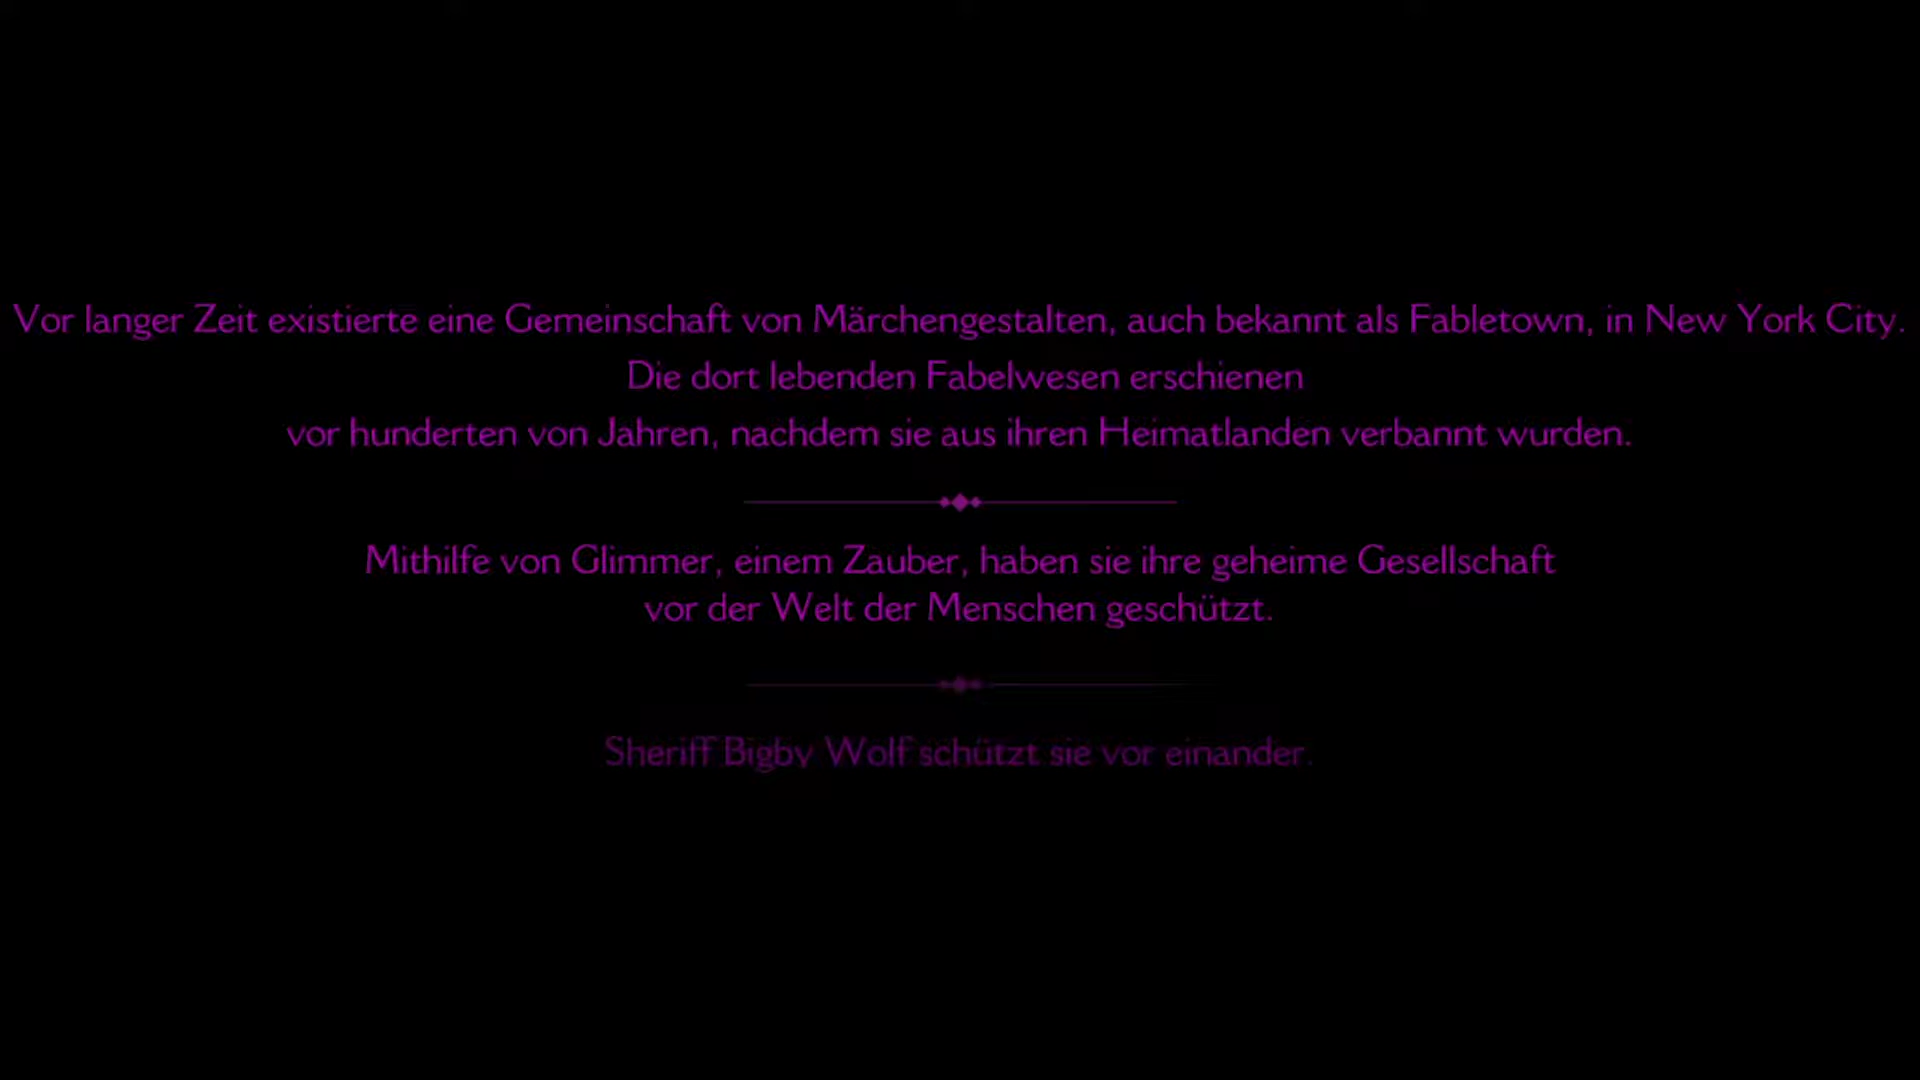 Vor langer Zeit existierte eine Gemeinschaft von Märchengestalten, auch bekannt als Fabletown, in New York City.
Die dort lebenden Fabelwesen erschienen
vor hunderten von Jahren, nachdem sie aus ihren Heimatlanden verbannt wurden.
Mithilfe von Glimmer, einem Zauber, haben sie ihre geheime Gesellschaft
vor der Welt der Menschen geschützt.
Sheriff Bigby Wolf schützt sie vor einander.